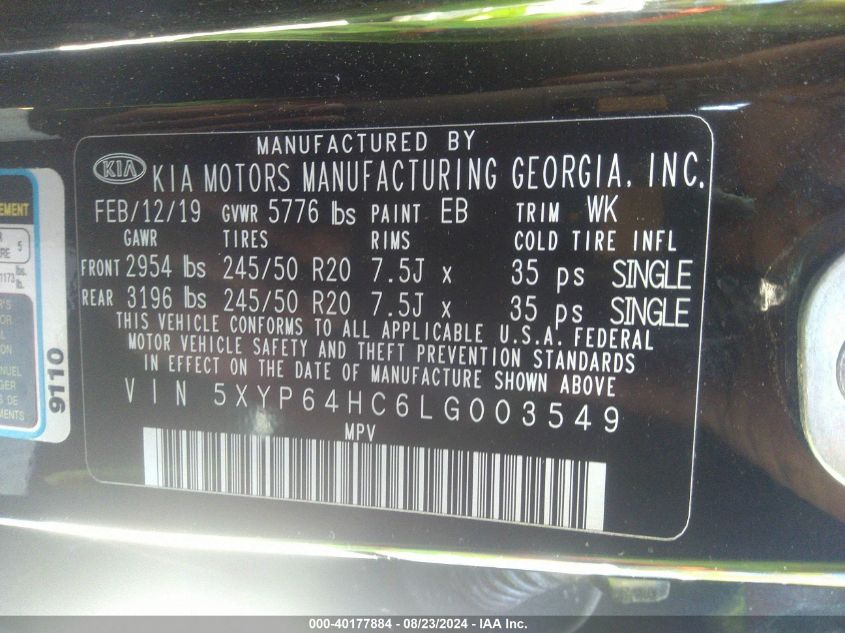 MANUFACTURED BY
KIA KIA MOTORS MANUFACTURING GEORGIA, INC.
FEB/12/19 GVWR 5776 lbs PAINT EB TRIM WK
GAWR TIRES RIMS COLD TIRE INFL
FRONT 2954 lbs 245/50 R20 7.5J x 35 ps SINGLE
REAR 3196 lbs 245/50 R20 7.5J x 35 ps SINGLE
THIS VEHICLE CONFORMS TO ALL APPLICABLE U.S.A. FEDERAL
MOTOR VEHICLE SAFETY AND THEFT PREVENTION STANDARDS
IN EFFECT ON THE DATE OF MANUFACTURE SHOWN ABOVE
VIN 5XYP64HC6LG003549
MPV
5
1173
9110
000-40177884 - 08/23/2024 - IAA Inc.